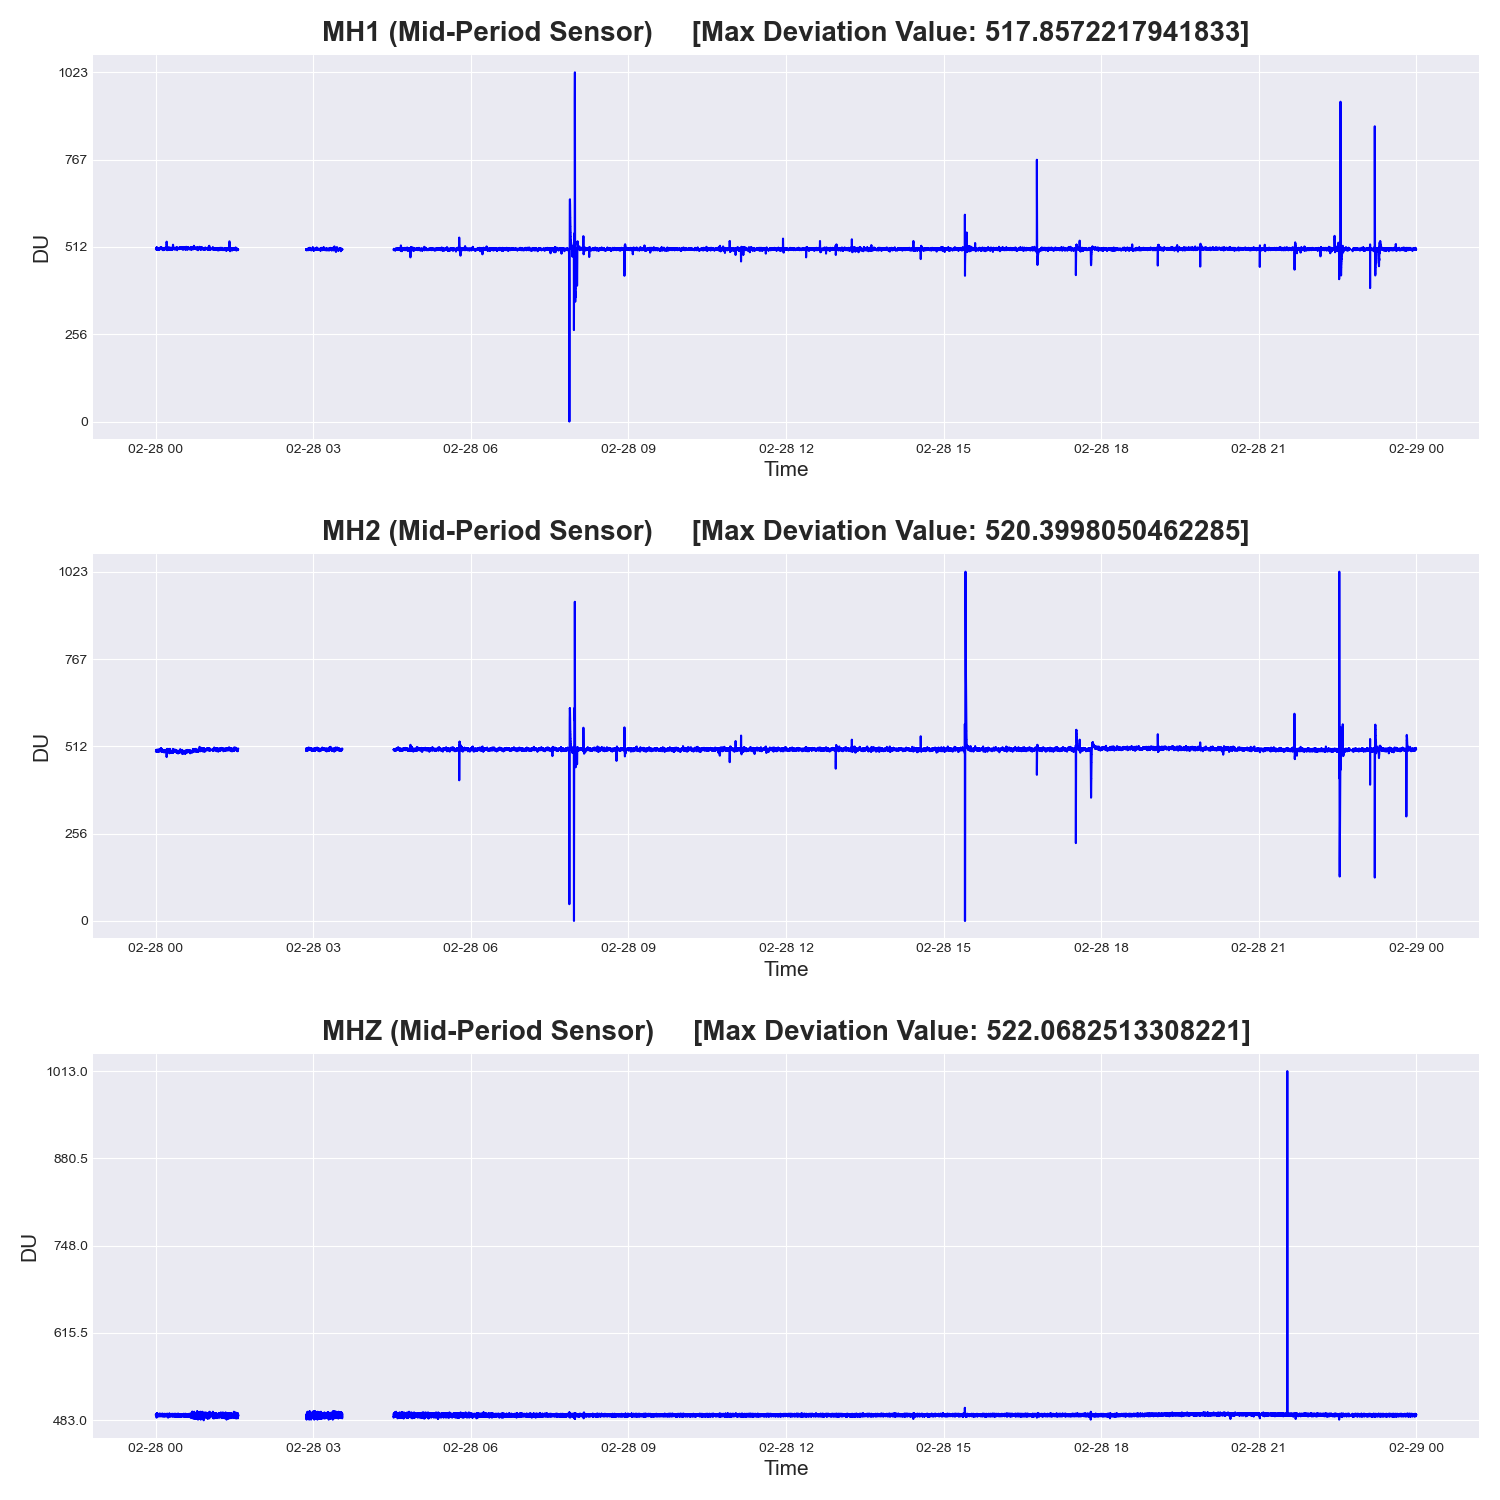 MH1 (Mid-Period Sensor) [Max Deviation Value: 517.8572217941833]
1023
767
512
256
0
DU
02-28 00 02-28 03 02-28 06 02-28 09 02-28 12 02-28 15 02-28 18 02-28 21 02-29 00
Time
MH2 (Mid-Period Sensor) [Max Deviation Value: 520.3998050462285]
1023
767
512
256
0
DU
02-28 00 02-28 03 02-28 06 02-28 09 02-28 12 02-28 15 02-28 18 02-28 21 02-29 00
Time
MHZ (Mid-Period Sensor) [Max Deviation Value: 522.0682513308221]
1013.0
880.5
748.0
615.5
483.0
DU
02-28 00 02-28 03 02-28 06 02-28 09 02-28 12 02-28 15 02-28 18 02-28 21 02-29 00
Time